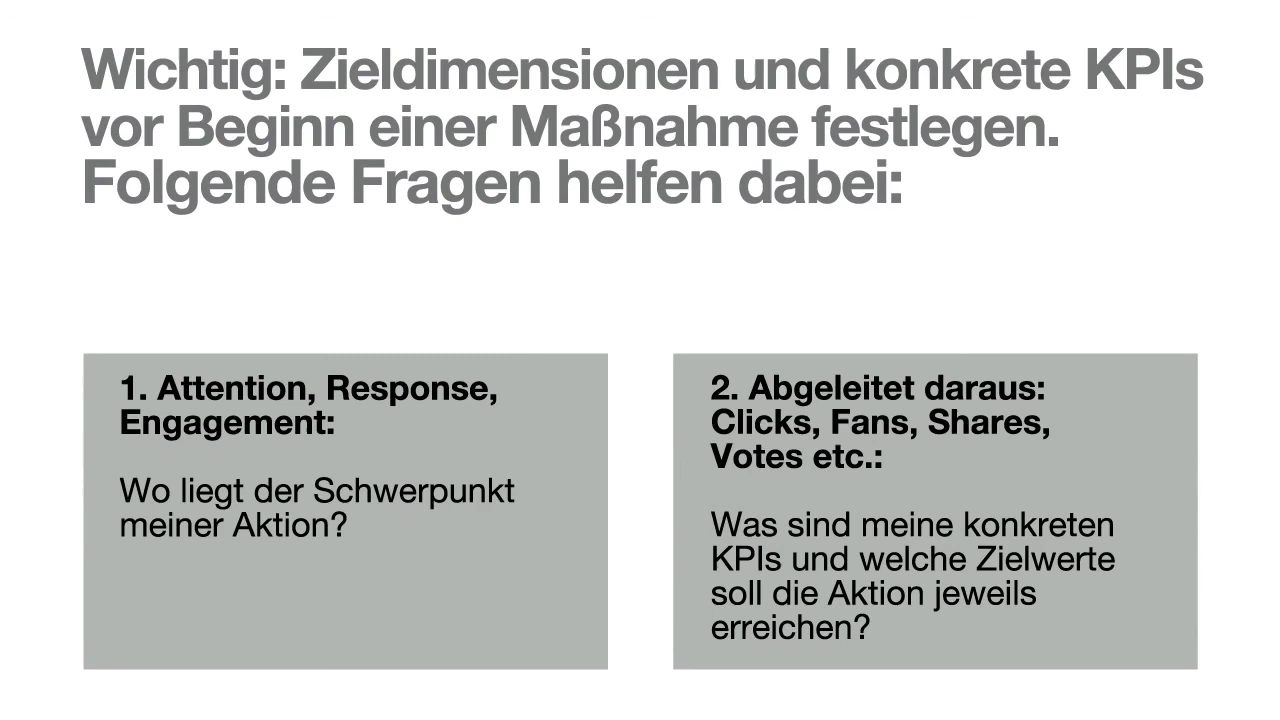 Wichtig: Zieldimensionen und konkrete KPIs
vor Beginn einer Maßnahme festlegen.
Folgende Fragen helfen dabei:
1. Attention, Response,
Engagement:
Wo liegt der Schwerpunkt
meiner Aktion?
2. Abgeleitet daraus:
Clicks, Fans, Shares,
Votes etc.:
Was sind meine konkreten
KPIs und welche Zielwerte
soll die Aktion jeweils
erreichen?